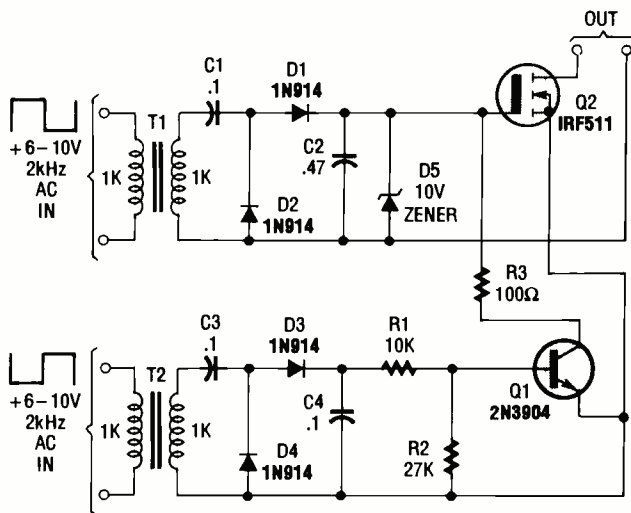 OUT
C1
.1
D1
1N914
T1
+6–10V
2kHz
AC
IN
1K
1K
C2
.47
D2
1N914
D5
10V
ZENER
Q2
IRF511
R3
100Ω
C3
.1
D3
1N914
R1
10K
T2
+6–10V
2kHz
AC
IN
1K
1K
C4
.1
D4
1N914
R2
27K
Q1
2N3904